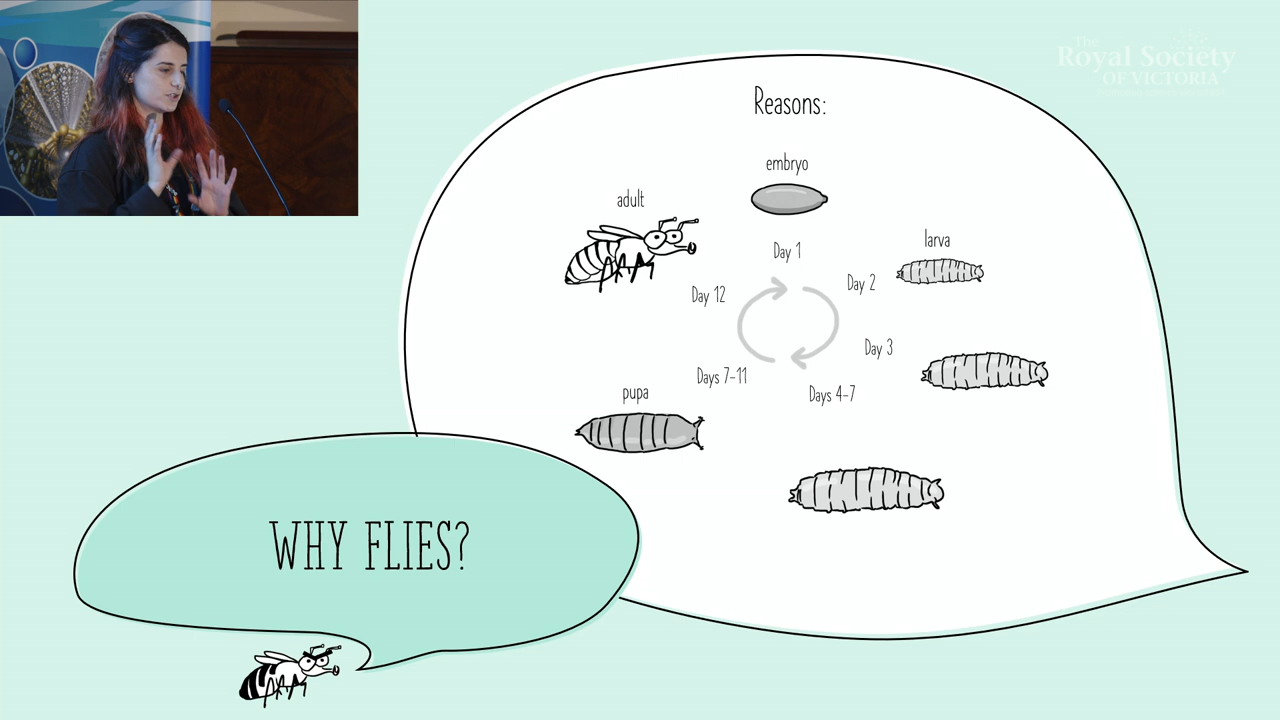 The
Royal Society
OF VICTORIA
Reasons:
embryo
adult
larva
Day 1
Day 2
Day 12
Day 3
Days 7-11
Days 4-7
pupa
WHY FLIES?